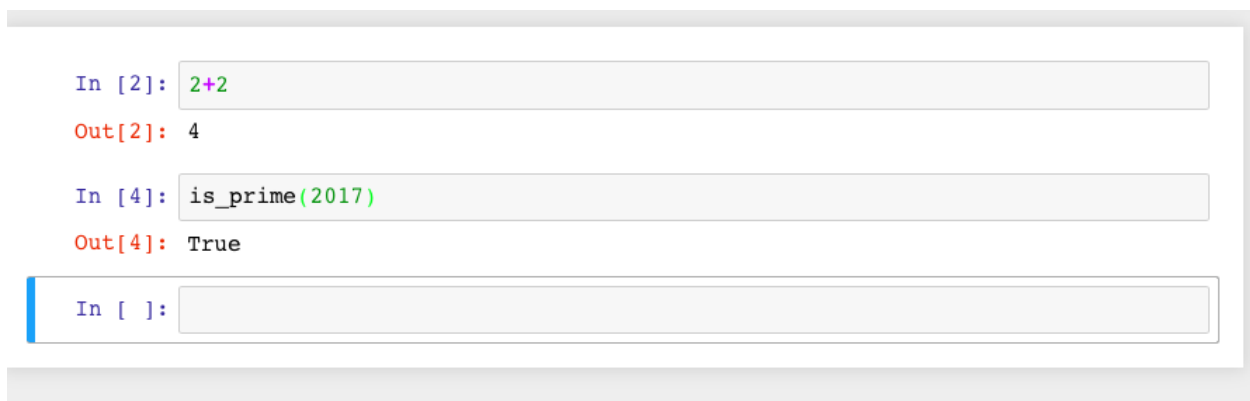 In [2]: 2+2
Out[2]: 4
In [4]: is_prime(2017)
Out[4]: True
In [ ]: